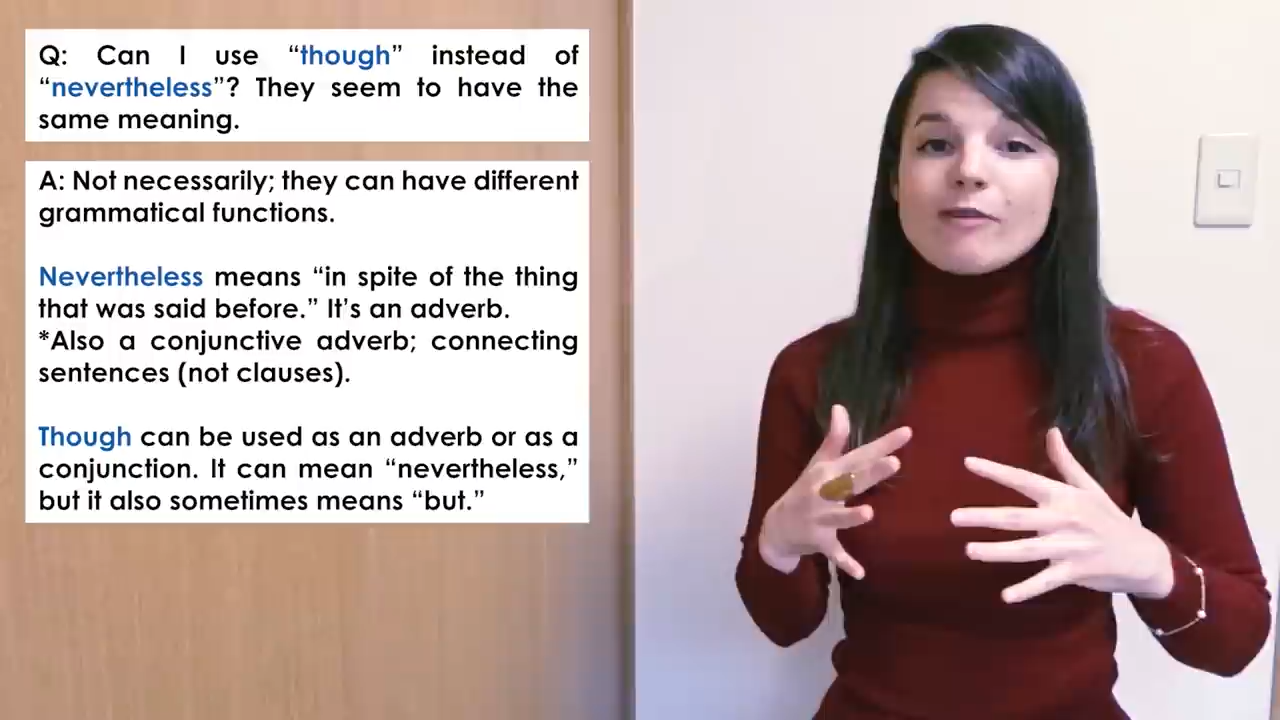 Q: Can I use “though” instead of
“nevertheless”? They seem to have the
same meaning.
A: Not necessarily; they can have different
grammatical functions.
Nevertheless means “in spite of the thing
that was said before.” It’s an adverb.
*Also a conjunctive adverb; connecting
sentences (not clauses).
Though can be used as an adverb or as a
conjunction. It can mean “nevertheless,”
but it also sometimes means “but.”